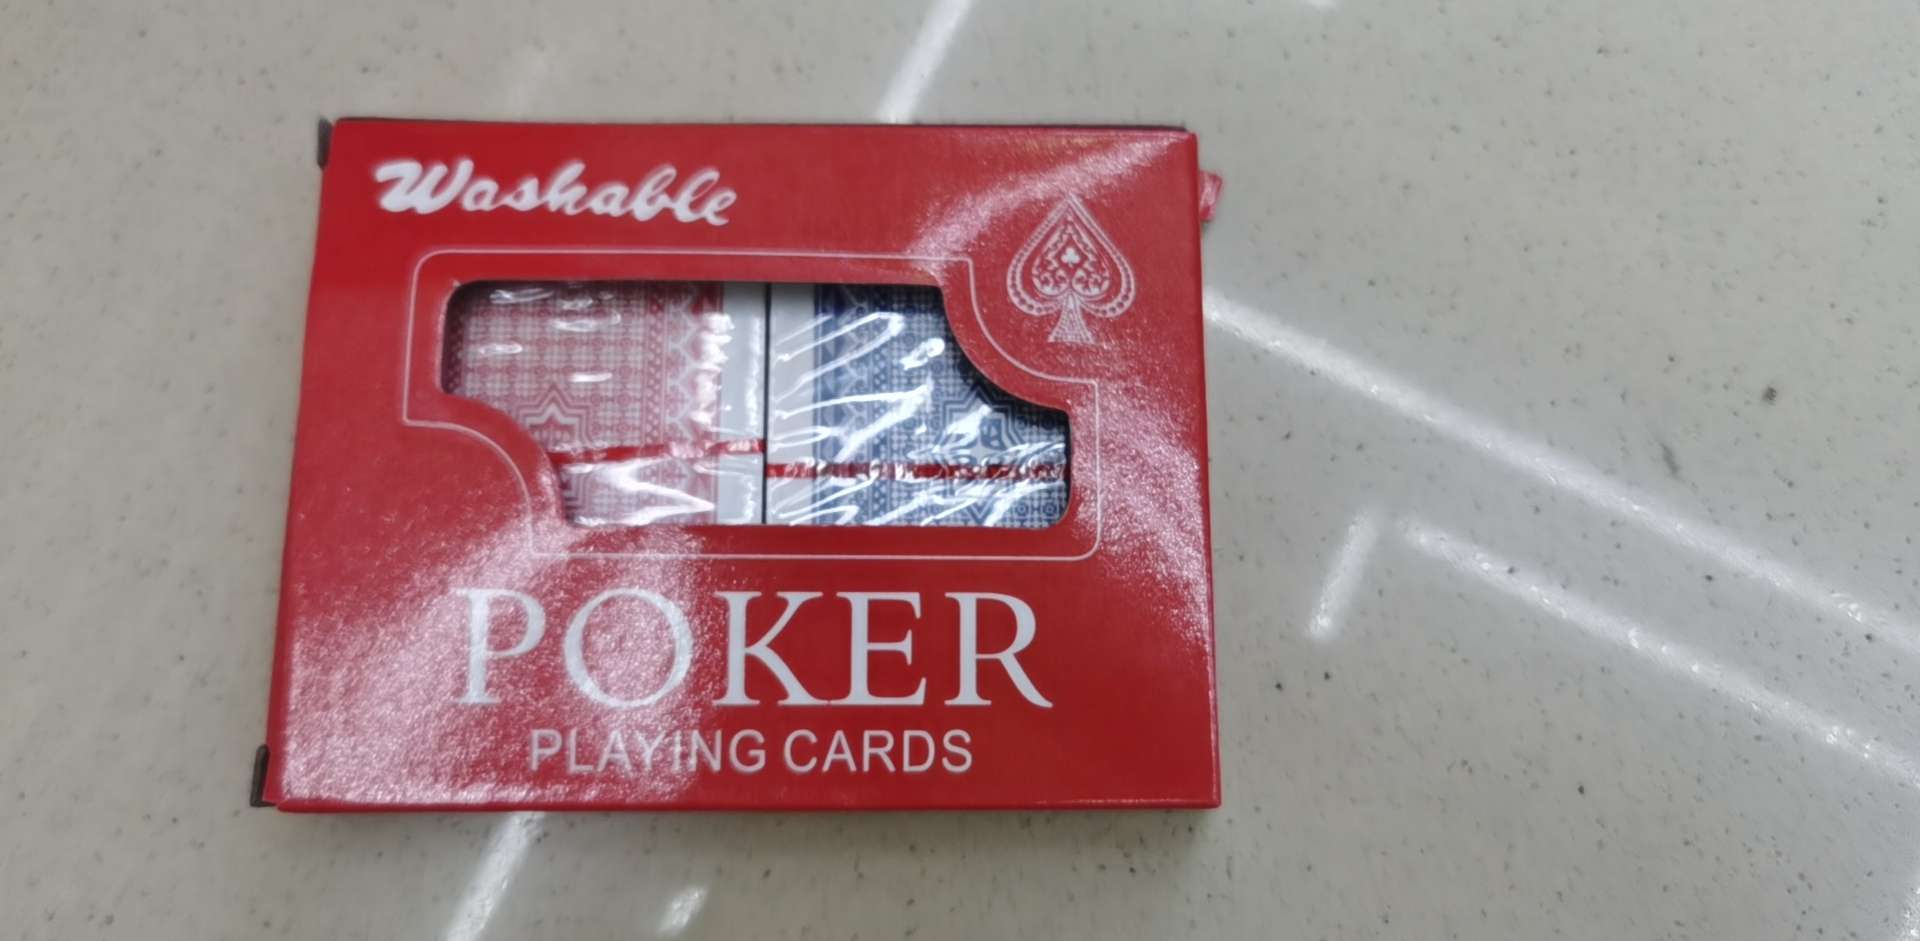 Washable
POKER
PLAYING CARDS